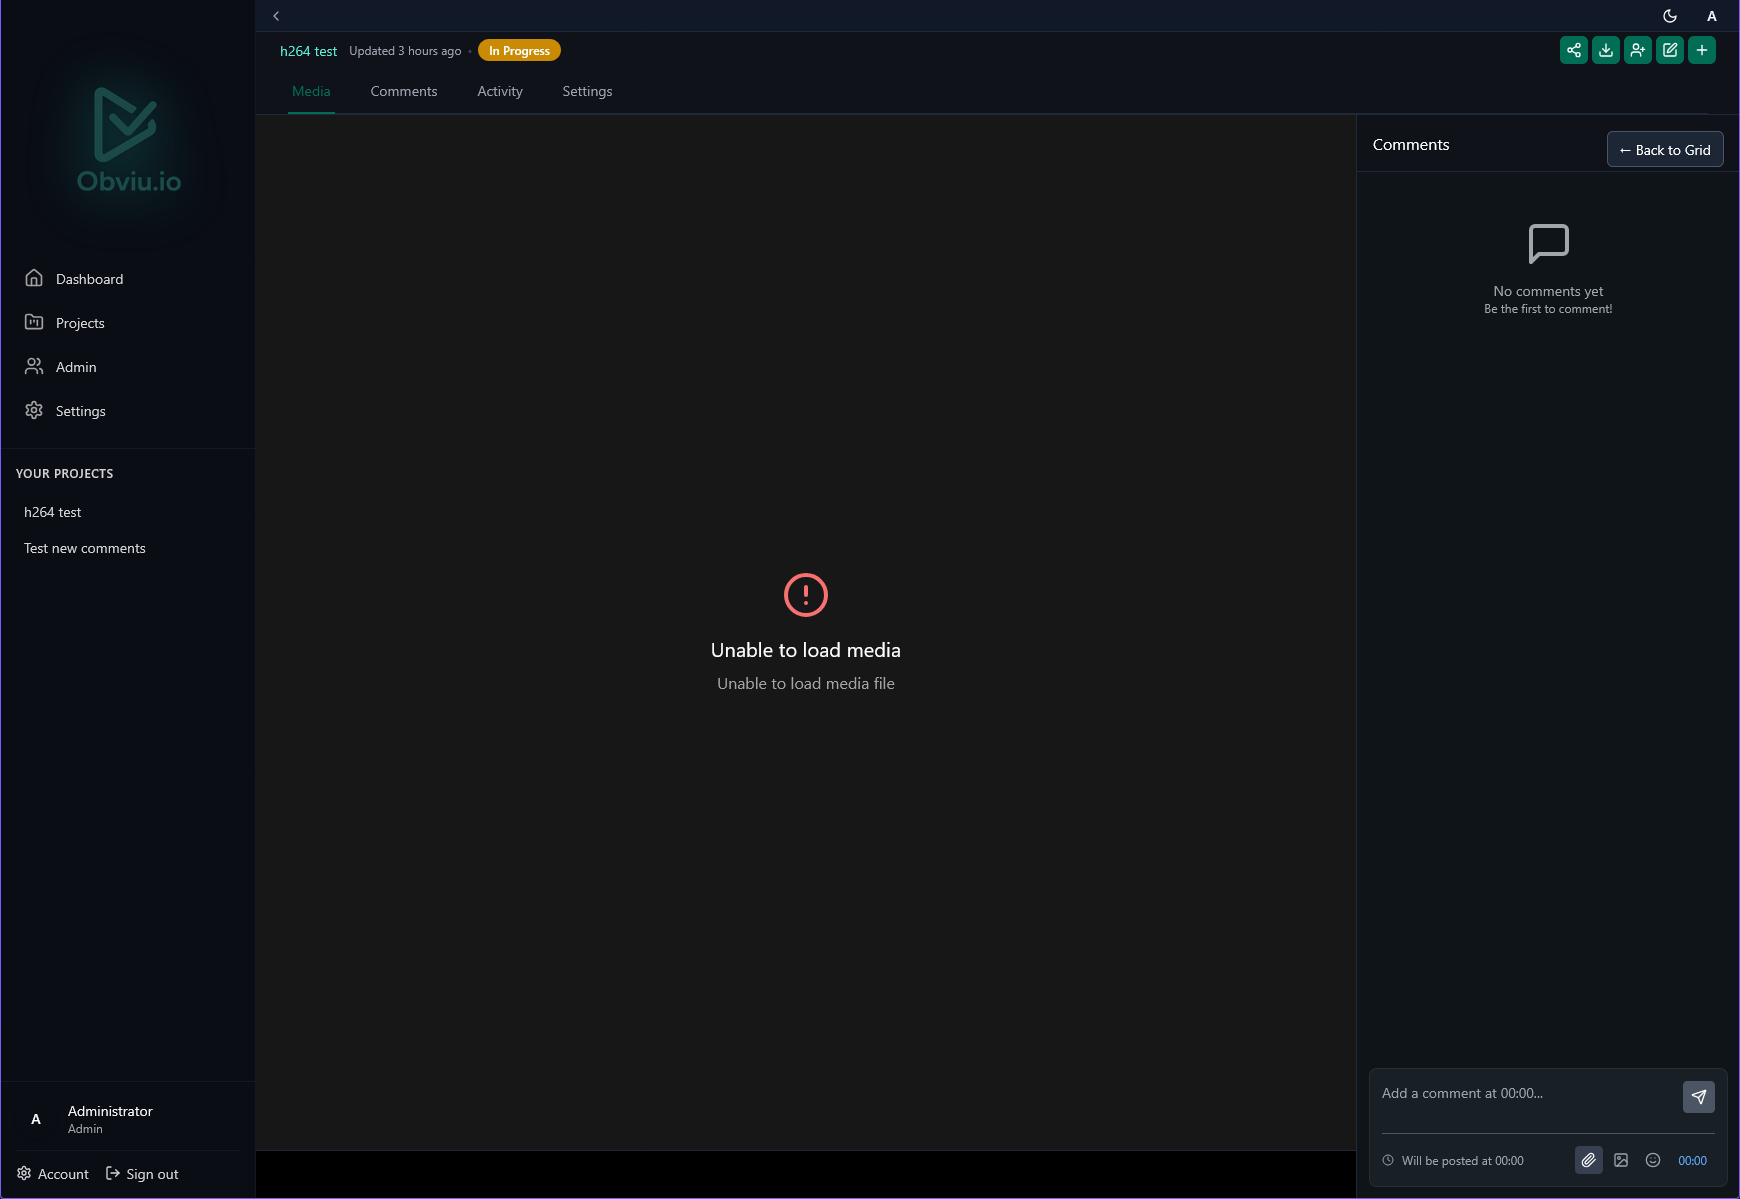 Obviu.io
Dashboard
Projects
Admin
Settings
YOUR PROJECTS
h264 test
Test new comments
A
Administrator
Admin
Account
Sign out
A
h264 test
Updated 3 hours ago
•
In Progress
Media
Comments
Activity
Settings
Unable to load media
Unable to load media file
Comments
← Back to Grid
No comments yet
Be the first to comment!
Add a comment at 00:00...
Will be posted at 00:00
00:00